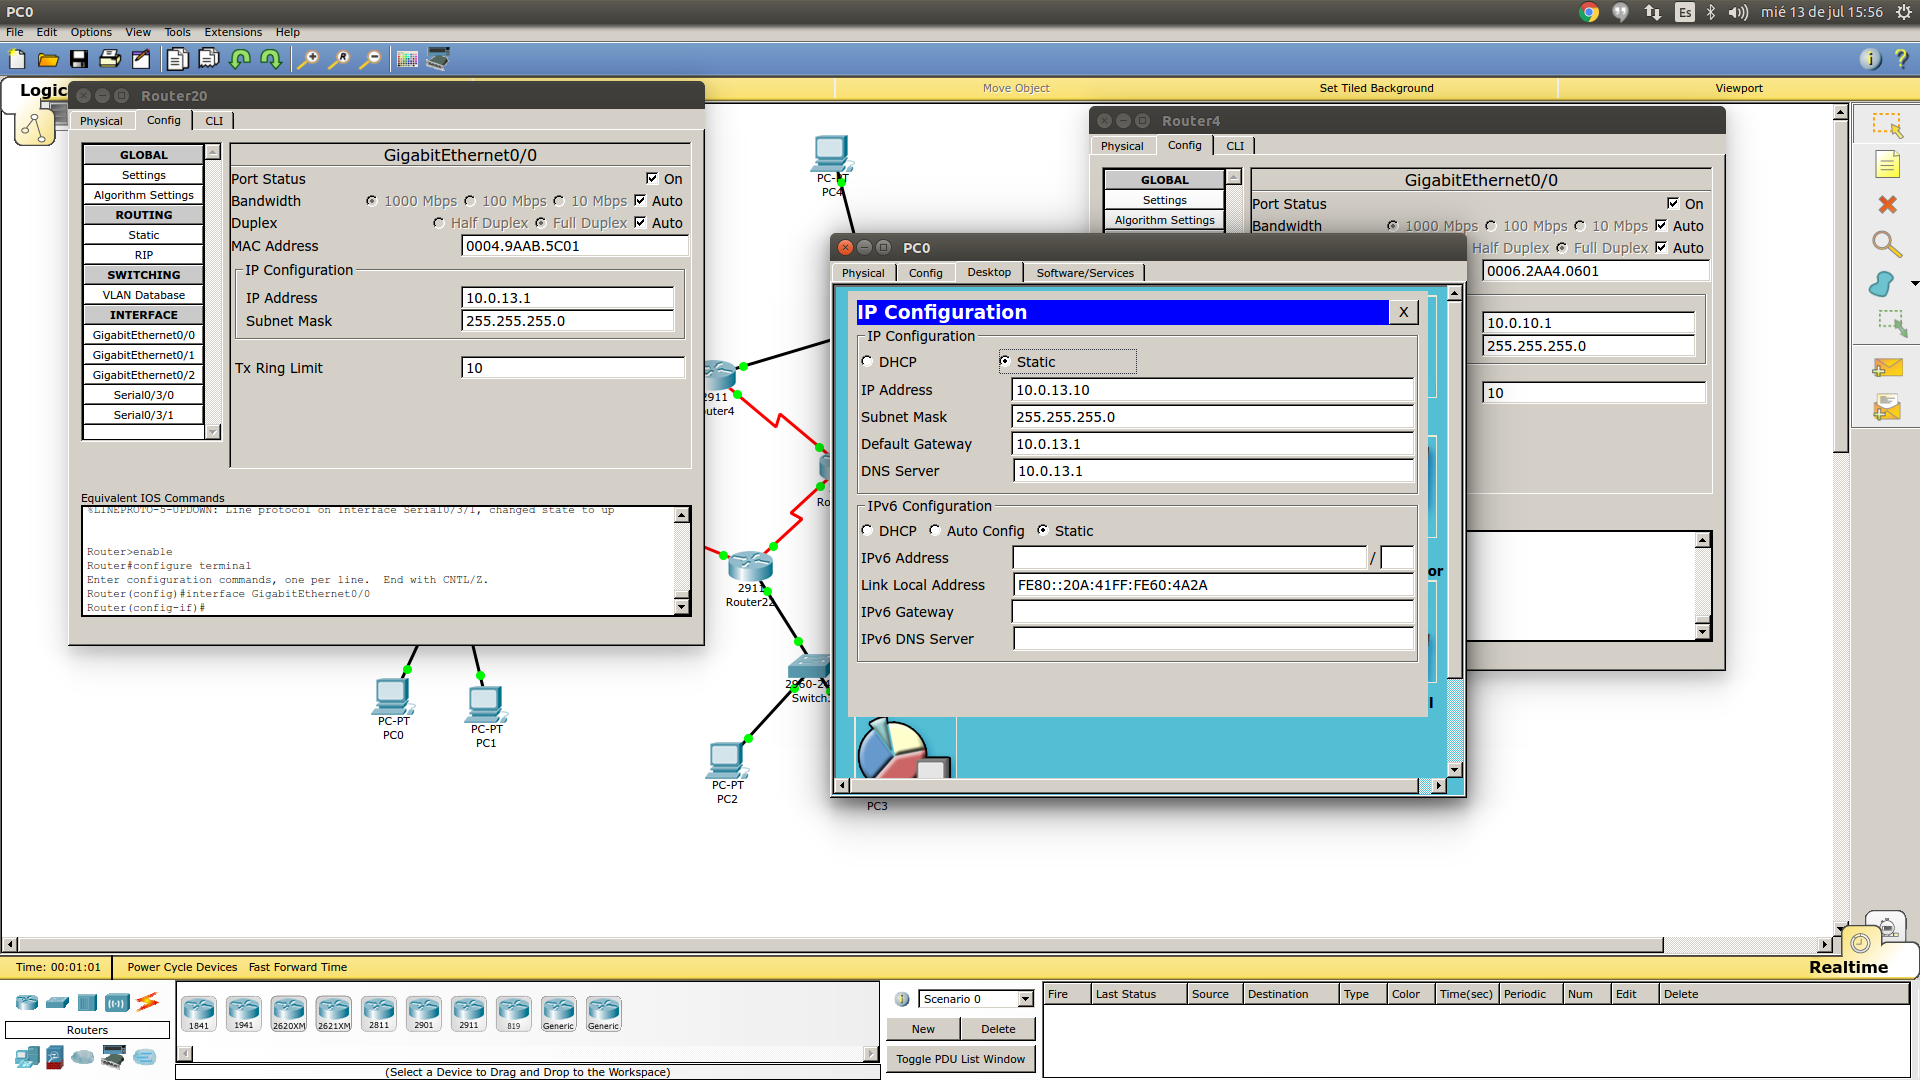 PC0
Es
mié 13 de jul 15:56
File Edit Options View Tools Extensions Help
Logic
Move Object
Set Tiled Background
Viewport
Router20
Physical Config CLI
GLOBAL
Settings
Algorithm Settings
ROUTING
Static
RIP
SWITCHING
VLAN Database
INTERFACE
GigabitEthernet0/0
GigabitEthernet0/1
GigabitEthernet0/2
Serial0/3/0
Serial0/3/1
GigabitEthernet0/0
Port Status On
Bandwidth 1000 Mbps 100 Mbps 10 Mbps Auto
Duplex Half Duplex Full Duplex Auto
MAC Address 0004.9AAB.5C01
IP Configuration
IP Address 10.0.13.1
Subnet Mask 255.255.255.0
Tx Ring Limit 10
Equivalent IOS Commands
%LINEPROTO-5-UPDOWN: Line protocol on Interface Serial0/3/1, changed state to up
Router>enable
Router#configure terminal
Enter configuration commands, one per line. End with CNTL/Z.
Router(config)#interface GigabitEthernet0/0
Router(config-if)#
PC-PT
PC4
2911
outer4
Ro
2911
Router22
2960-24
Switch
PC-PT
PC0
PC-PT
PC1
PC-PT
PC2
PC3
Router4
Physical Config CLI
GLOBAL
Settings
Algorithm Settings
GigabitEthernet0/0
Port Status On
Bandwidth 1000 Mbps 100 Mbps 10 Mbps Auto
Half Duplex Full Duplex Auto
0006.2AA4.0601
10.0.10.1
255.255.255.0
10
PC0
Physical Config Desktop Software/Services
IP Configuration X
IP Configuration
DHCP Static
IP Address 10.0.13.10
Subnet Mask 255.255.255.0
Default Gateway 10.0.13.1
DNS Server 10.0.13.1
IPv6 Configuration
DHCP Auto Config Static
IPv6 Address /
Link Local Address FE80::20A:41FF:FE60:4A2A
IPv6 Gateway
IPv6 DNS Server
or
Time: 00:01:01 Power Cycle Devices Fast Forward Time
Realtime
Routers
1841 1941 2620XM 2621XM 2811 2901 2911 819 Generic Generic
(Select a Device to Drag and Drop to the Workspace)
Scenario 0
New Delete
Toggle PDU List Window
Fire Last Status Source Destination Type Color Time(sec) Periodic Num Edit Delete